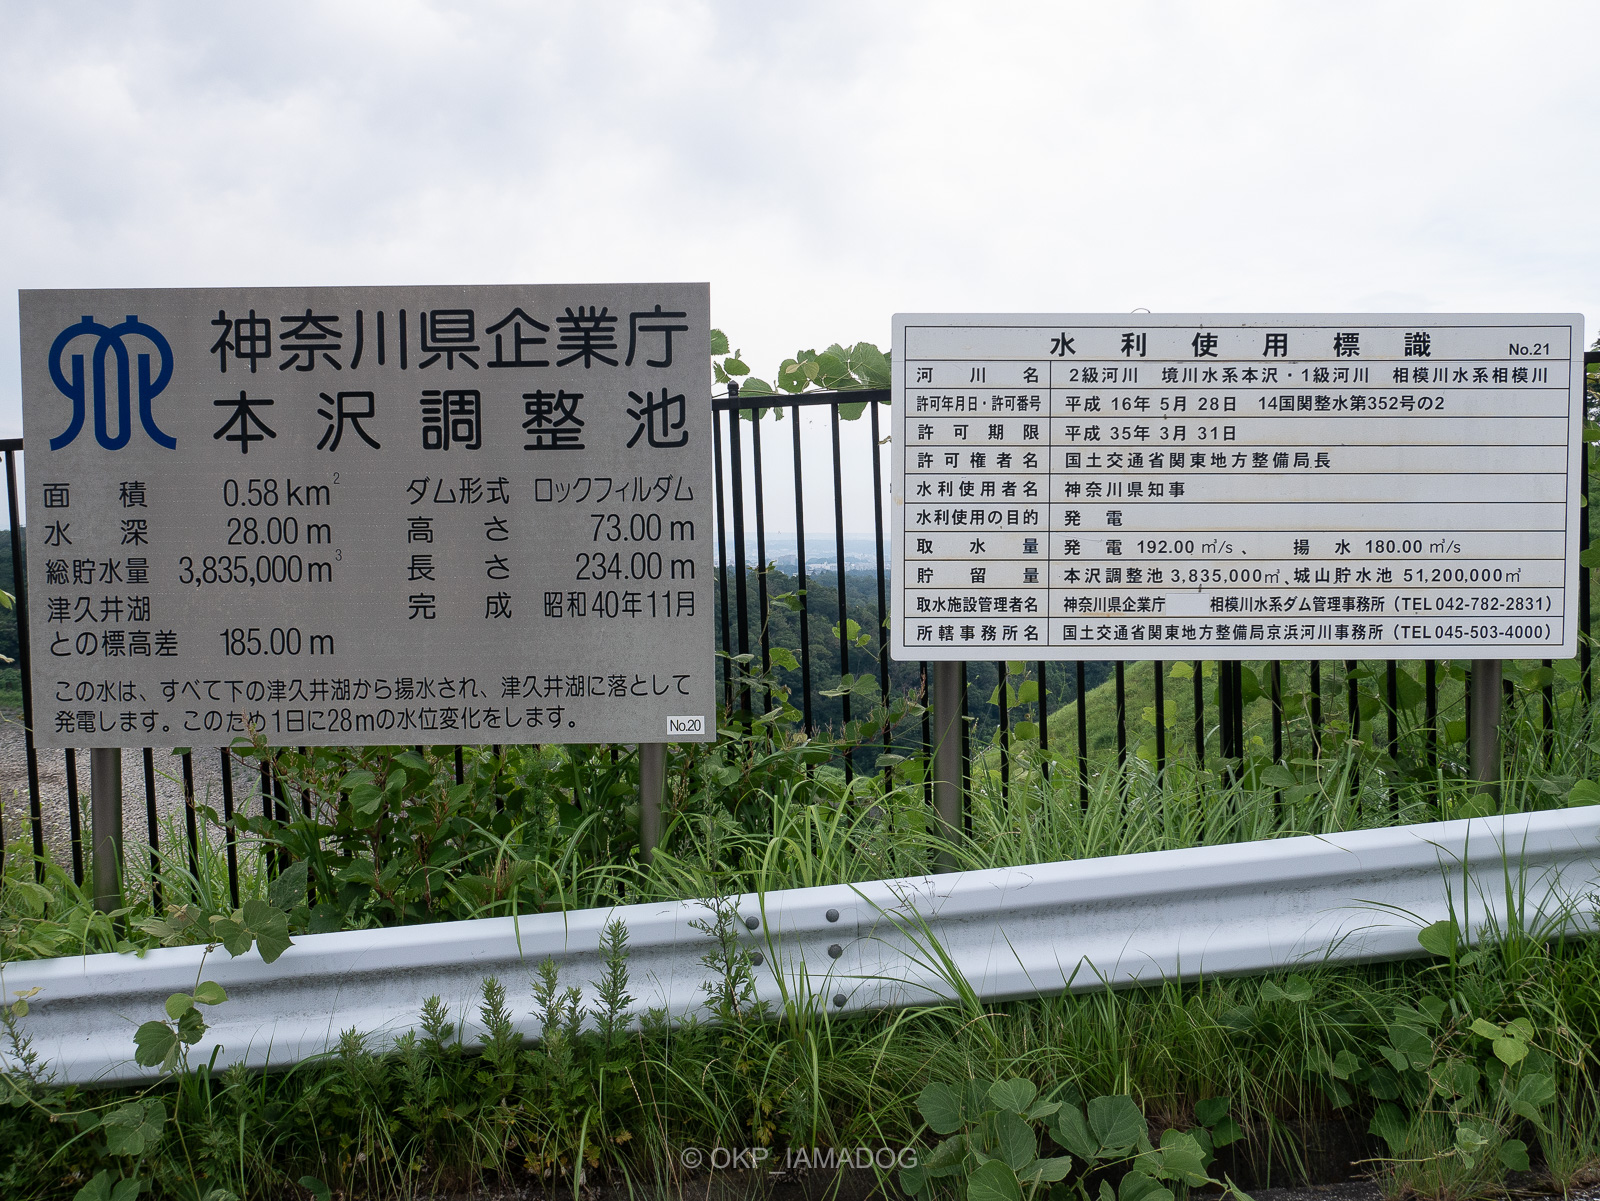 神奈川県企業庁
本沢調整池
面積 0.58km²
水深 28.00m
総貯水量 3,835,000m³
津久井湖
との標高差 185.00m
ダム形式 ロックフィルダム
高さ 73.00m
長さ 234.00m
完成 昭和40年11月
この水は、すべて下の津久井湖から揚水され、津久井湖に落として
発電します。このため1日に28mの水位変化をします。
No.20
水利使用標識 No.21
河川名 2級河川 境川水系本沢・1級河川 相模川水系相模川
許可年月日・許可番号 平成 16年 5月 28日 14国関整水第352号の2
許可期限 平成 35年 3月 31日
許可権者名 国土交通省関東地方整備局長
水利使用者名 神奈川県知事
水利使用の目的 発電
取水量 発電 192.00 ㎥/s、 揚水 180.00 ㎥/s
貯留量 本沢調整池 3,835,000㎥、城山貯水池 51,200,000㎥
取水施設管理者名 神奈川県企業庁 相模川水系ダム管理事務所（TEL 042-782-2831）
所轄事務所名 国土交通省関東地方整備局京浜河川事務所（TEL 045-503-4000）
© OKP_IAMADOG